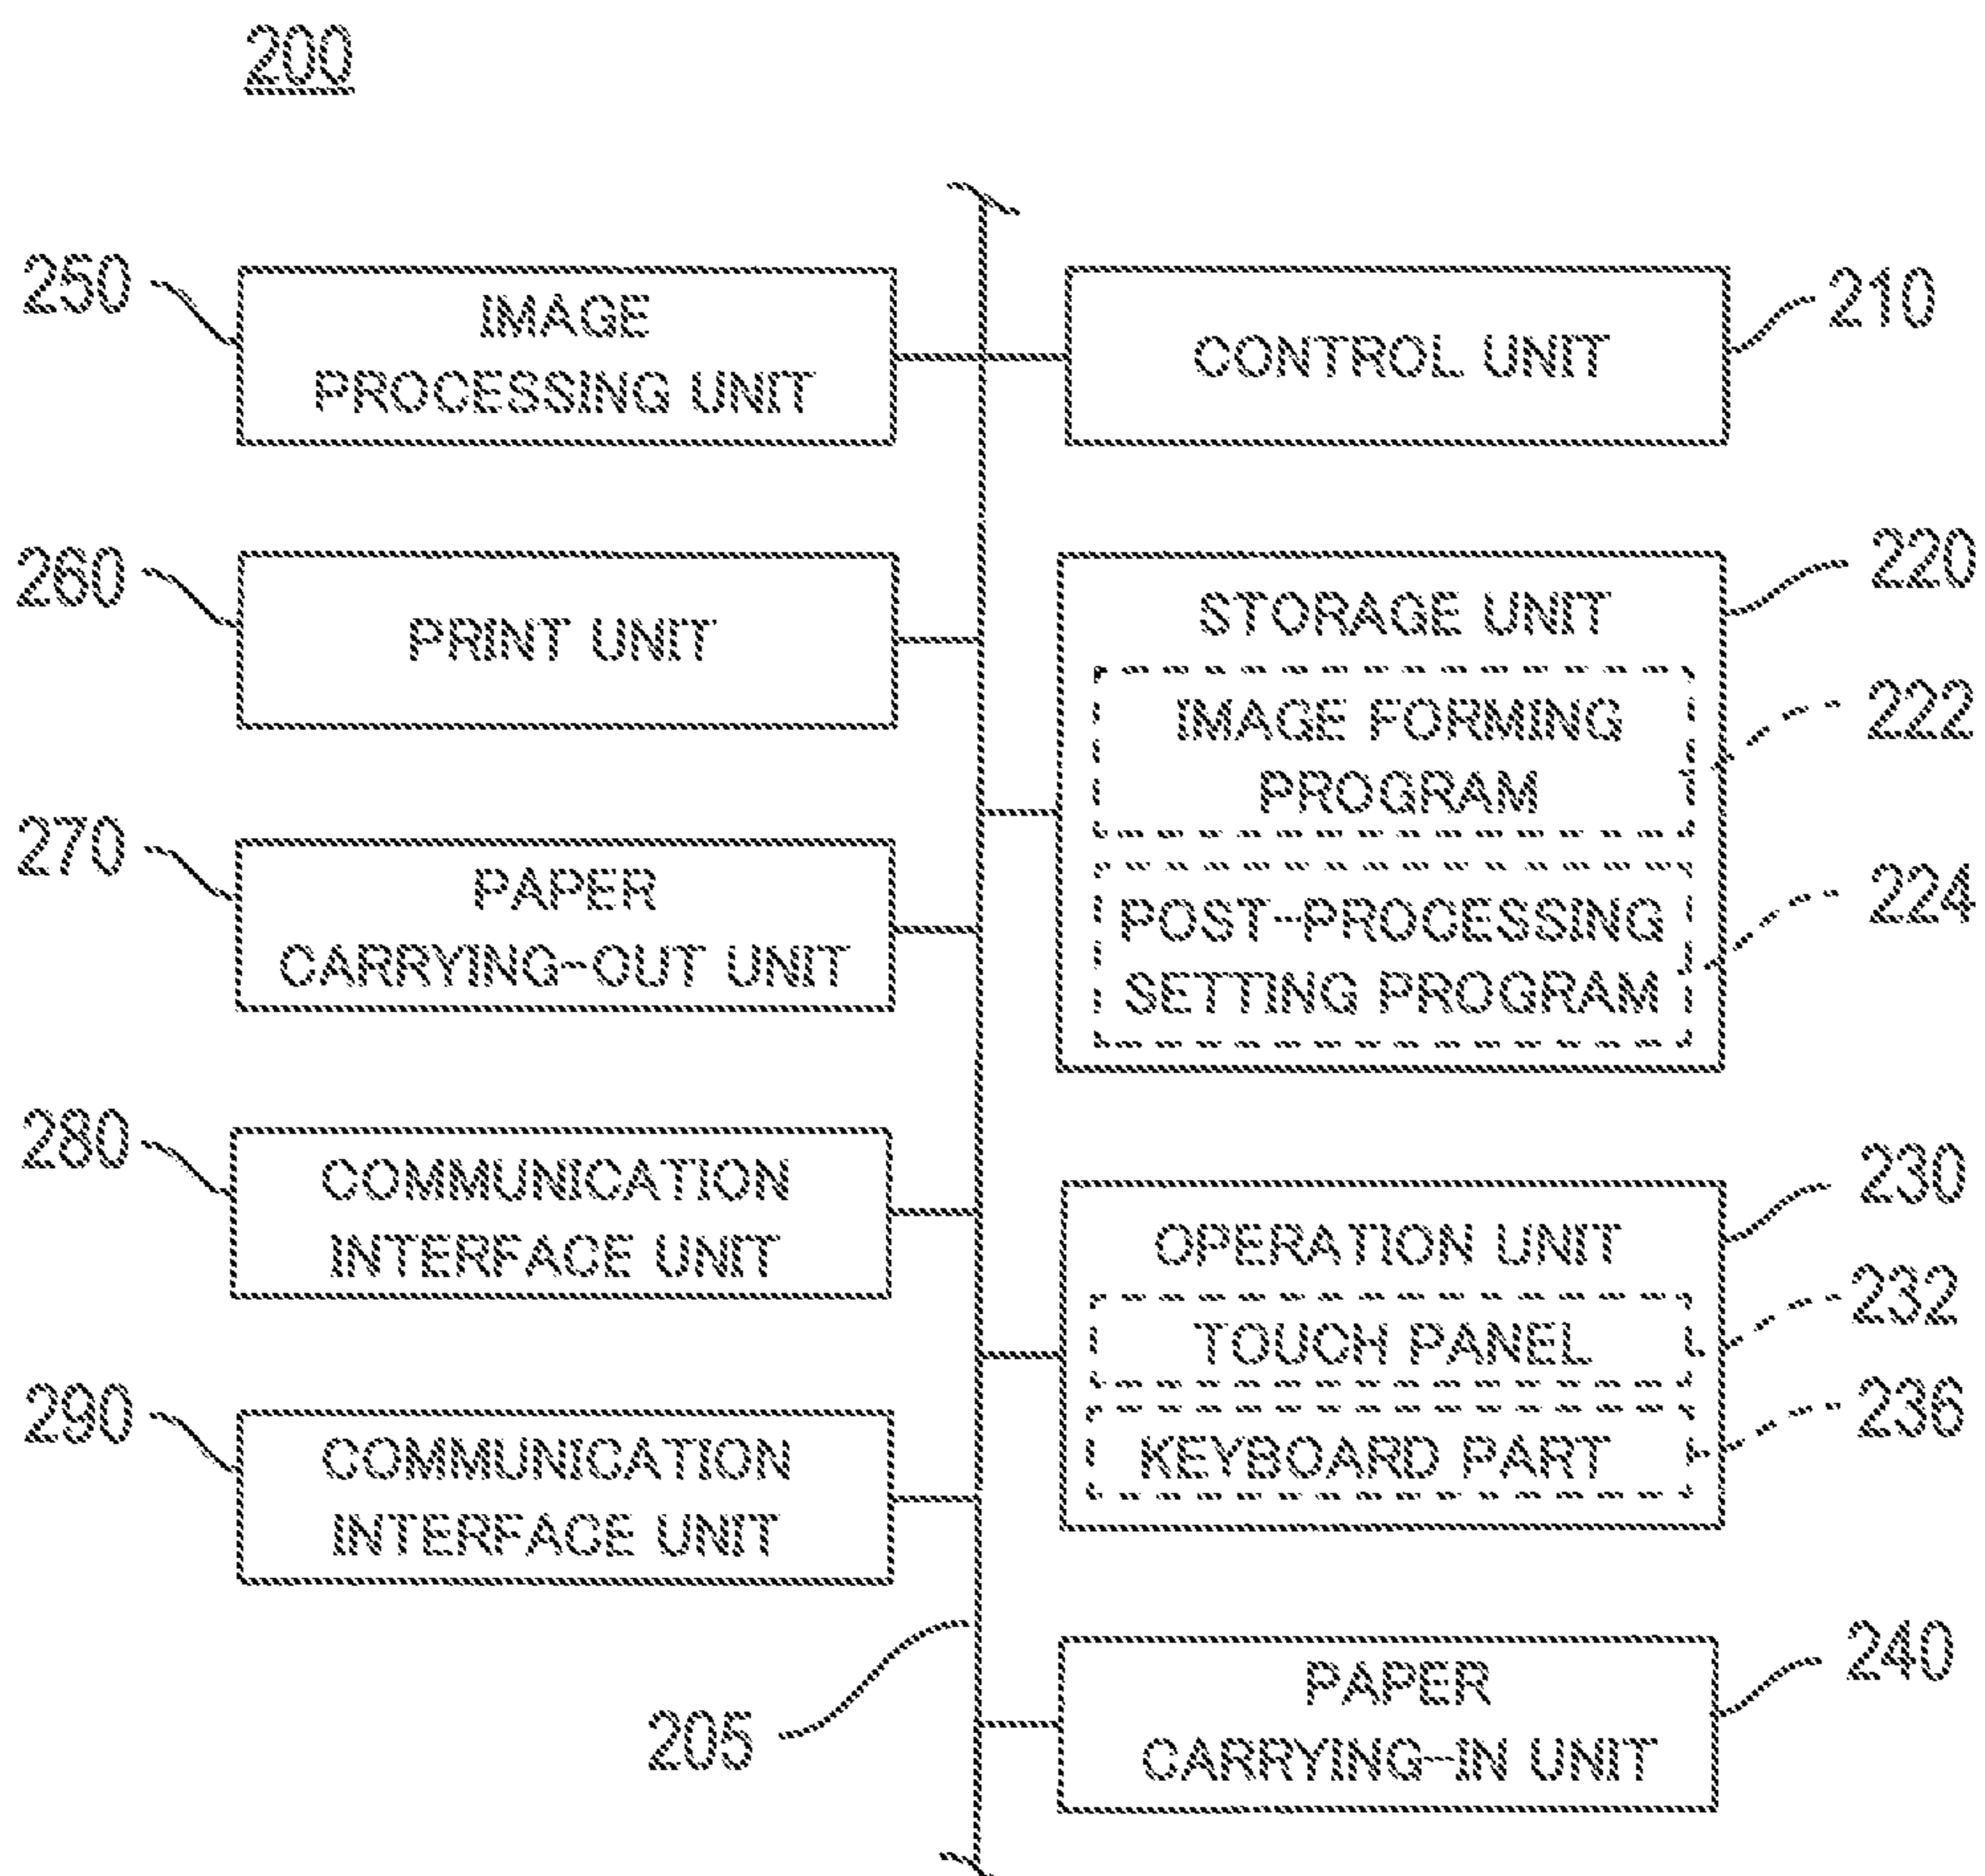 200
250
IMAGE
PROCESSING UNIT
CONTROL UNIT
210
260
PRINT UNIT
STORAGE UNIT
220
IMAGE FORMING
PROGRAM
222
POST-PROCESSING
SETTING PROGRAM
224
270
PAPER
CARRYING-OUT UNIT
280
COMMUNICATION
INTERFACE UNIT
OPERATION UNIT
230
TOUCH PANEL
232
KEYBOARD PART
236
290
COMMUNICATION
INTERFACE UNIT
205
PAPER
CARRYING-IN UNIT
240